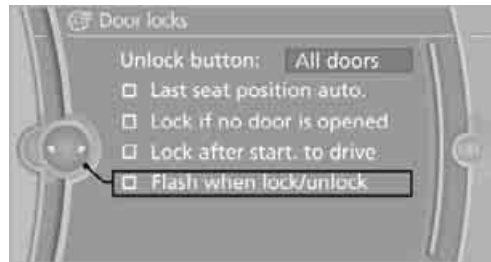 Door locks
Unlock button: All doors
Last seat position auto.
Lock if no door is opened
Lock after start. to drive
Flash when lock/unlock